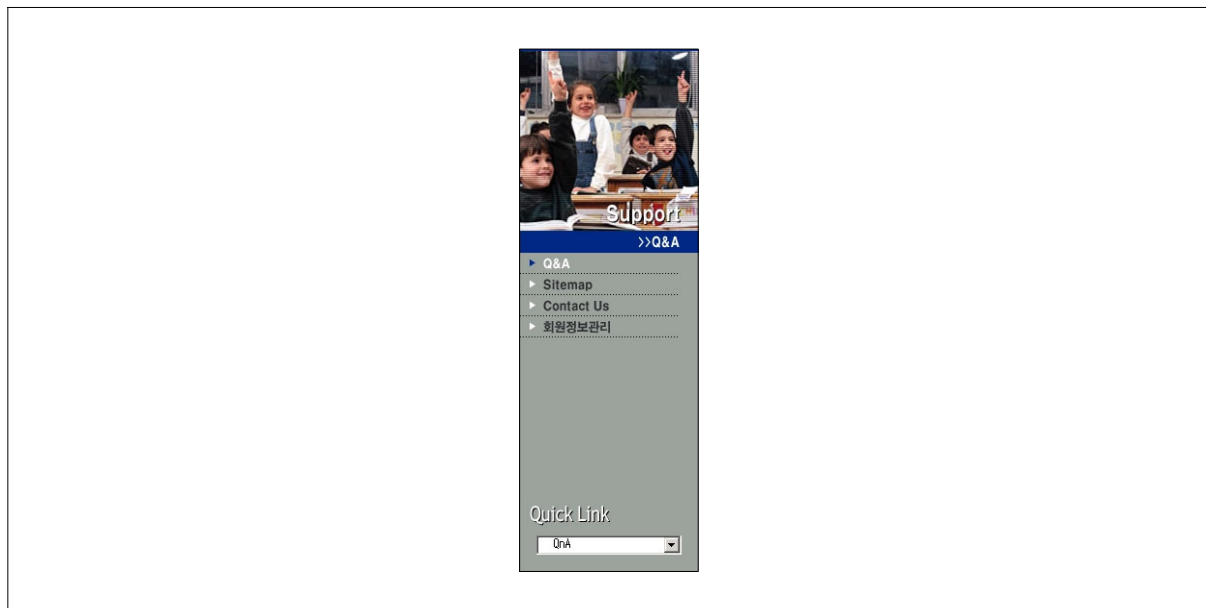 Support
>>Q&A
Q&A
Sitemap
Contact Us
회원정보관리
Quick Link
QnA